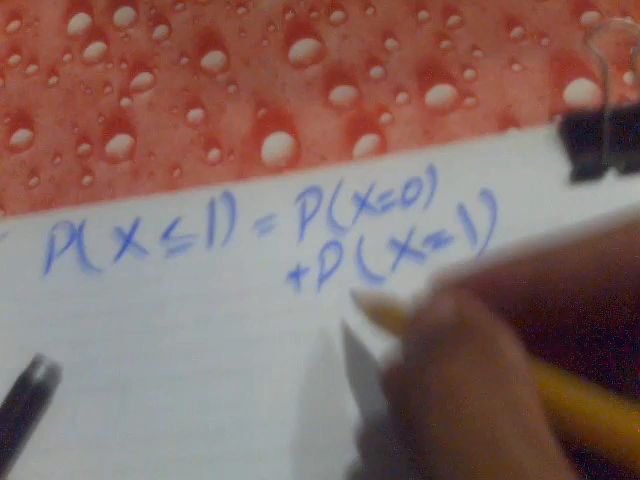 P(X≤1) = P(X=0)
+P(X=1)